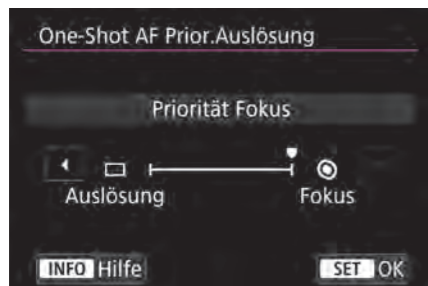 One-Shot AF Prior.Auslösung
Priorität Fokus
Auslösung Fokus
INFO Hilfe SET OK